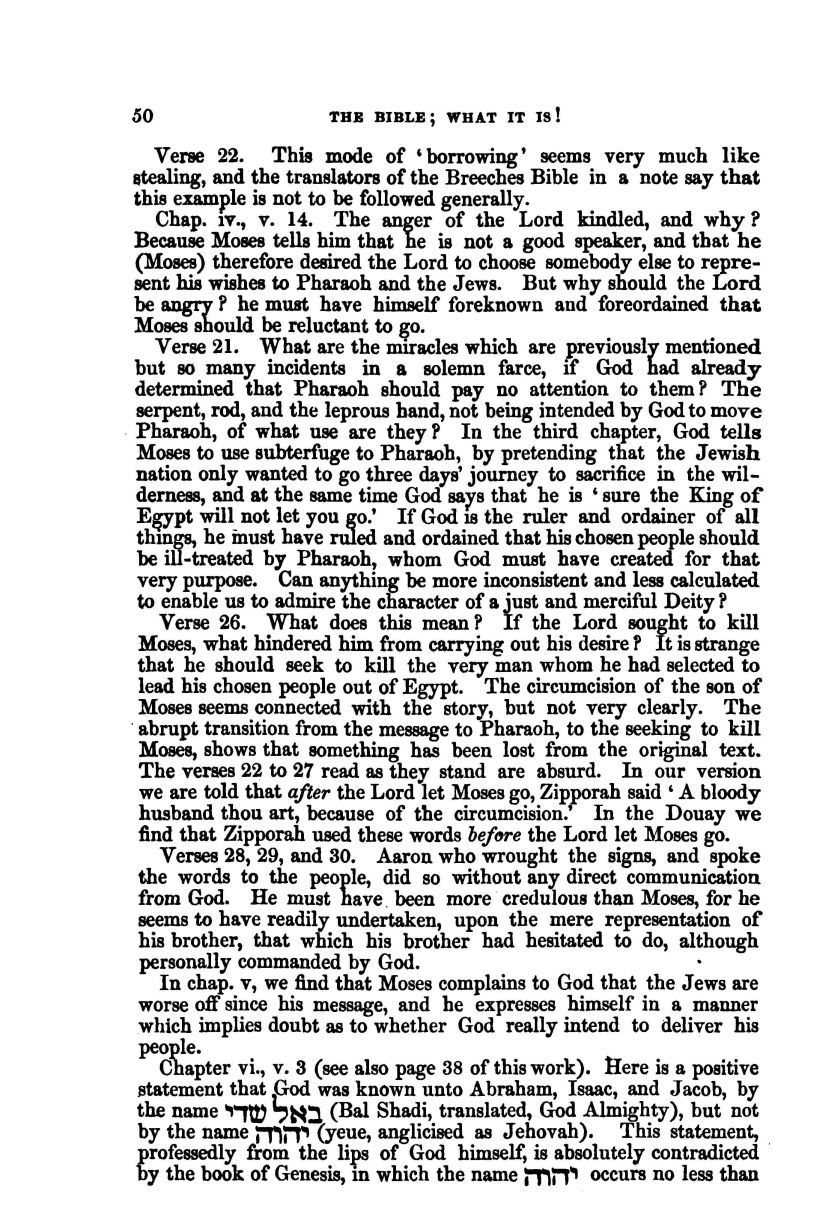 50 THE BIBLE; WHAT IT IS!
Verse 22. This mode of ‘borrowing’ seems very much like
stealing, and the translators of the Breeches Bible in a note say that
this example is not to be followed generally.
Chap. iv., v. 14. The anger of the Lord kindled, and why?
Because Moses tells him that he is not a good speaker, and that he
(Moses) therefore desired the Lord to choose somebody else to repre-
sent his wishes to Pharaoh and the Jews. But why should the Lord
be angry? he must have himself foreknown and foreordained that
Moses should be reluctant to go.
Verse 21. What are the miracles which are previously mentioned
but so many incidents in a solemn farce, if God had already
determined that Pharaoh should pay no attention to them? The
serpent, rod, and the leprous hand, not being intended by God to move
Pharaoh, of what use are they? In the third chapter, God tells
Moses to use subterfuge to Pharaoh, by pretending that the Jewish
nation only wanted to go three days’ journey to sacrifice in the wil-
derness, and at the same time God says that he is ‘sure the King of
Egypt will not let you go.’ If God is the ruler and ordainer of all
things, he must have ruled and ordained that his chosen people should
be ill-treated by Pharaoh, whom God must have created for that
very purpose. Can anything be more inconsistent and less calculated
to enable us to admire the character of a just and merciful Deity?
Verse 26. What does this mean? If the Lord sought to kill
Moses, what hindered him from carrying out his desire? It is strange
that he should seek to kill the very man whom he had selected to
lead his chosen people out of Egypt. The circumcision of the son of
Moses seems connected with the story, but not very clearly. The
abrupt transition from the message to Pharaoh, to the seeking to kill
Moses, shows that something has been lost from the original text.
The verses 22 to 27 read as they stand are absurd. In our version
we are told that after the Lord let Moses go, Zipporah said ‘A bloody
husband thou art, because of the circumcision.’ In the Douay we
find that Zipporah used these words before the Lord let Moses go.
Verses 28, 29, and 30. Aaron who wrought the signs, and spoke
the words to the people, did so without any direct communication
from God. He must have been more credulous than Moses, for he
seems to have readily undertaken, upon the mere representation of
his brother, that which his brother had hesitated to do, although
personally commanded by God.
In chap. v, we find that Moses complains to God that the Jews are
worse off since his message, and he expresses himself in a manner
which implies doubt as to whether God really intend to deliver his
people.
Chapter vi., v. 3 (see also page 38 of this work). Here is a positive
statement that God was known unto Abraham, Isaac, and Jacob, by
the name באל שדי (Bal Shadi, translated, God Almighty), but not
by the name יהוה (yeue, anglicised as Jehovah). This statement,
professedly from the lips of God himself, is absolutely contradicted
by the book of Genesis, in which the name יהוה occurs no less than